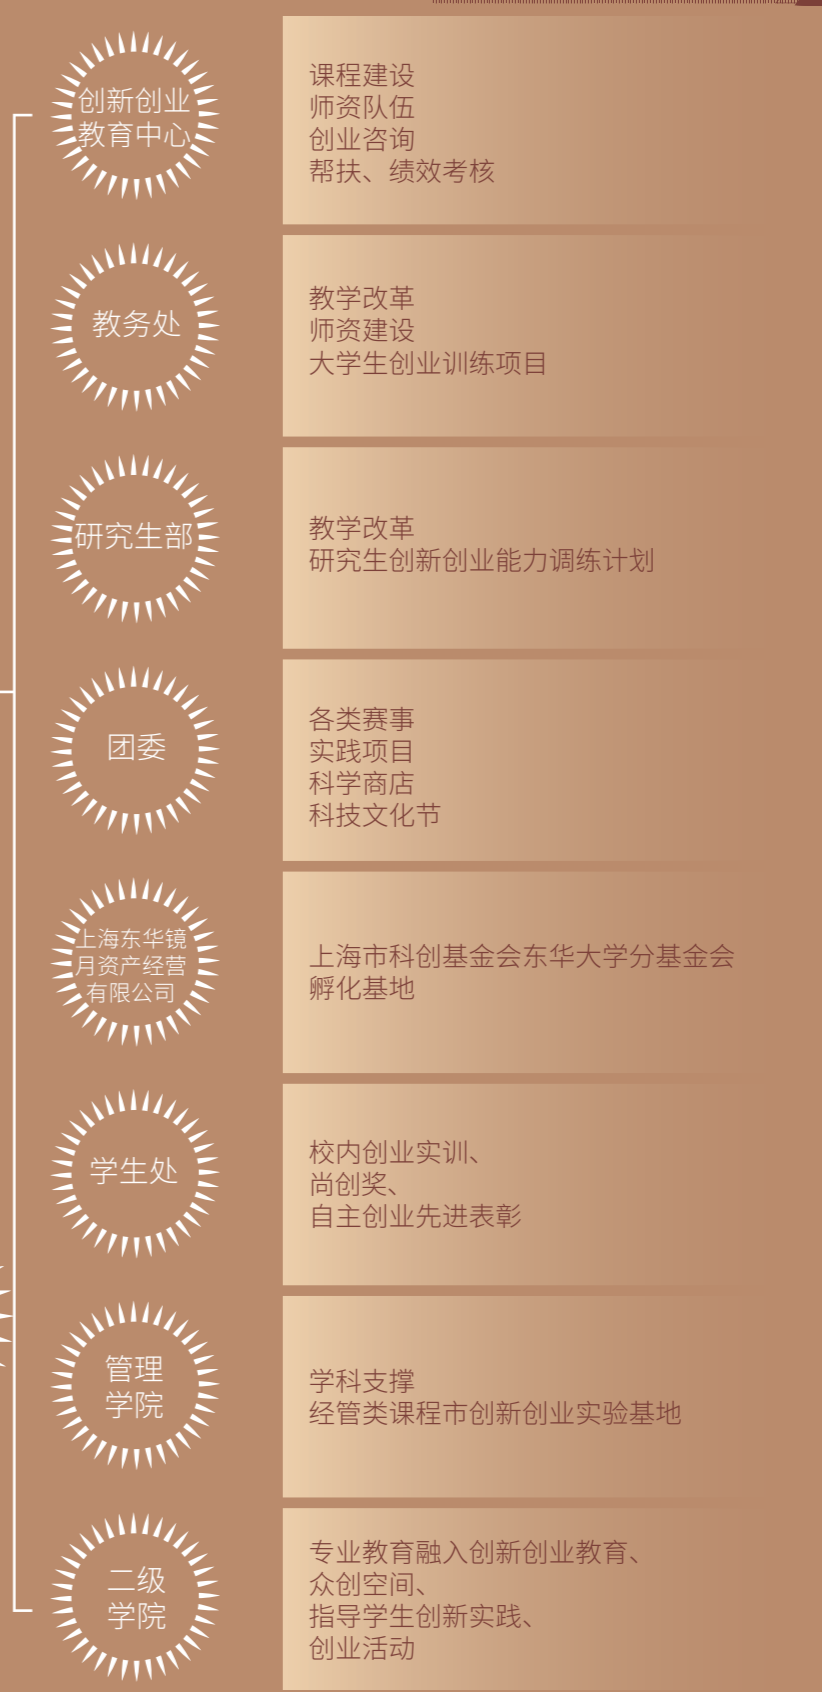 创新创业
教育中心
课程建设
师资队伍
创业咨询
帮扶、绩效考核
教务处
教学改革
师资建设
大学生创业训练项目
研究生部
教学改革
研究生创新创业能力调练计划
团委
各类赛事
实践项目
科学商店
科技文化节
上海东华镜
月资产经营
有限公司
上海市科创基金会东华大学分基金会
孵化基地
学生处
校内创业实训、
尚创奖、
自主创业先进表彰
管理
学院
学科支撑
经管类课程市创新创业实验基地
二级
学院
专业教育融入创新创业教育、
众创空间、
指导学生创新实践、
创业活动